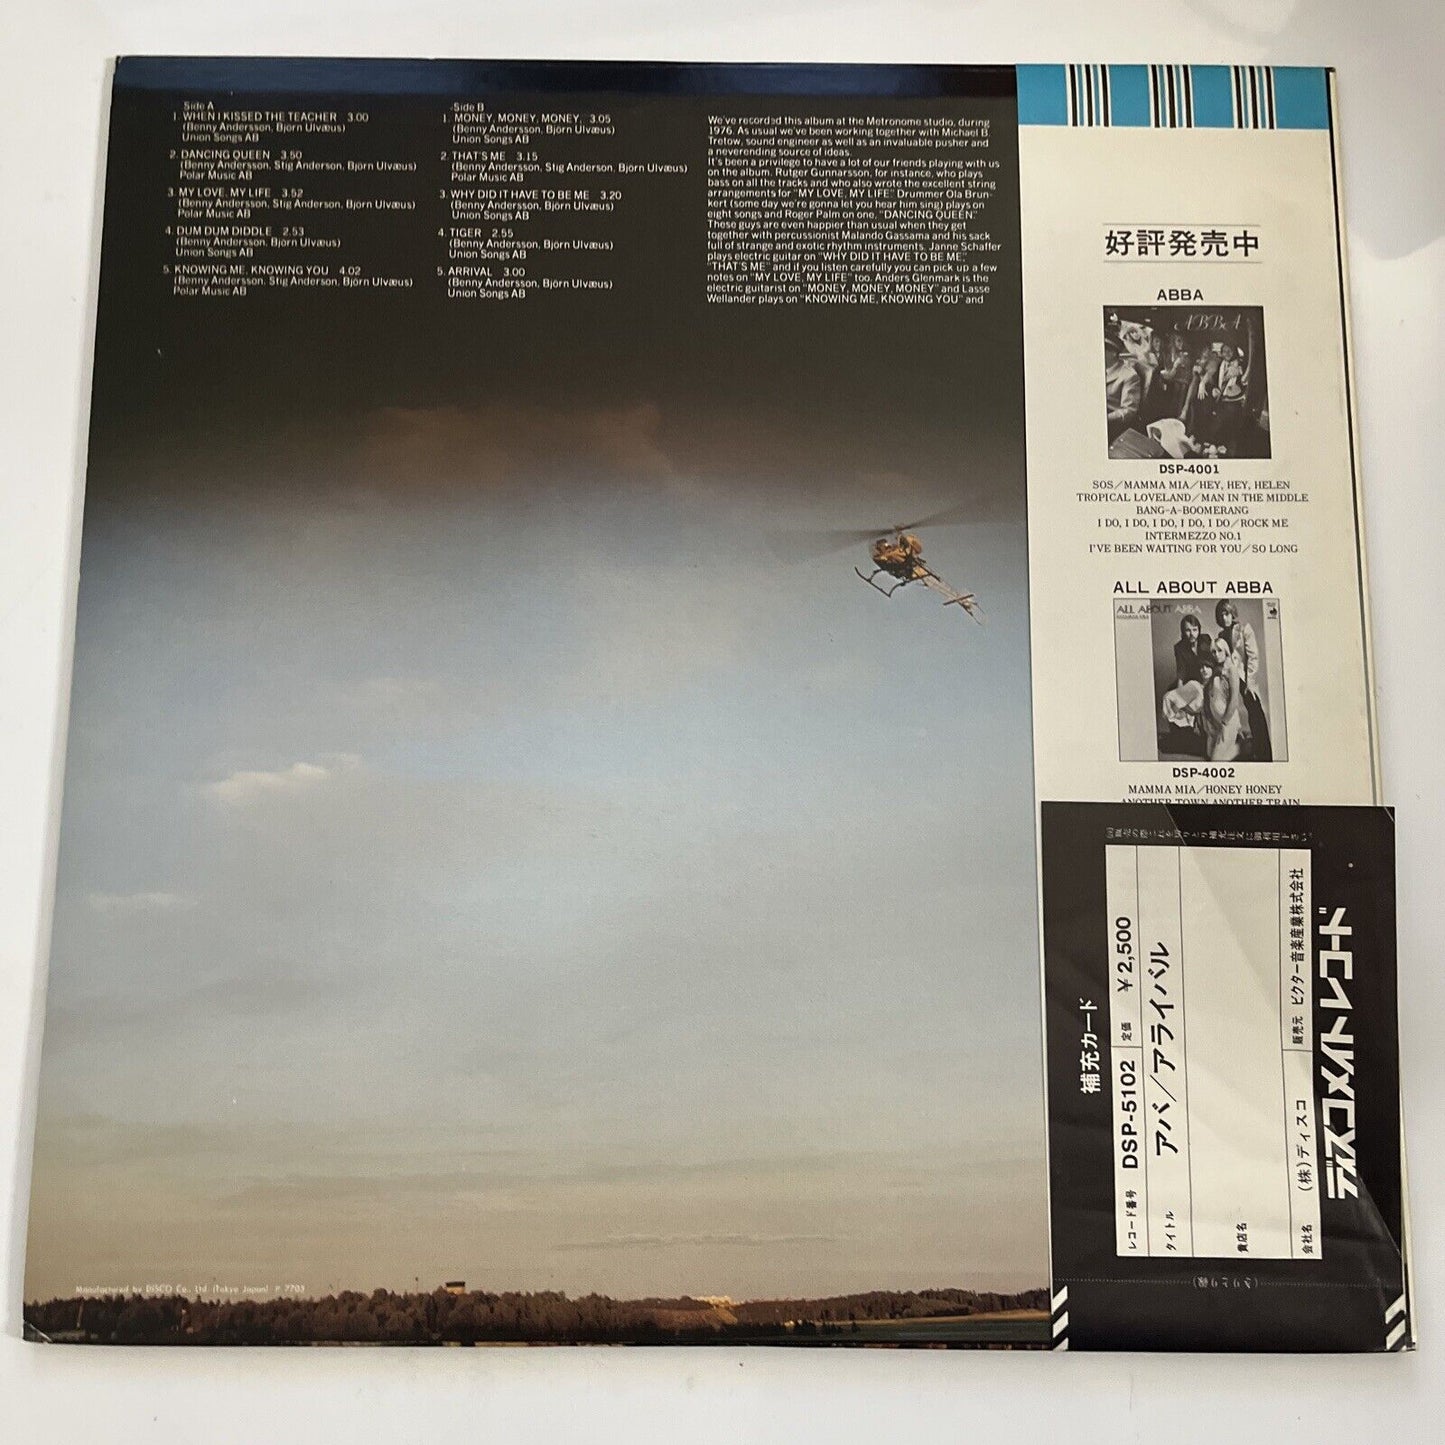 Side A
1. WHEN I KISSED THE TEACHER 3.00
(Benny Andersson, Björn Ulvæus)
Union Songs AB
2. DANCING QUEEN 3.50
(Benny Andersson, Stig Anderson, Björn Ulvæus)
Polar Music AB
3. MY LOVE, MY LIFE 3.52
(Benny Andersson, Stig Anderson, Björn Ulvæus)
Polar Music AB
4. DUM DUM DIDDLE 2.53
(Benny Andersson, Björn Ulvæus)
Union Songs AB
5. KNOWING ME, KNOWING YOU 4.02
(Benny Andersson, Stig Anderson, Björn Ulvæus)
Polar Music AB
Side B
1. MONEY, MONEY, MONEY, 3.05
(Benny Andersson, Björn Ulvæus)
Union Songs AB
2. THAT'S ME 3.15
(Benny Andersson, Stig Anderson, Björn Ulvæus)
Polar Music AB
3. WHY DID IT HAVE TO BE ME 3.20
(Benny Andersson, Björn Ulvæus)
Union Songs AB
4. TIGER 2.55
(Benny Andersson, Björn Ulvæus)
Union Songs AB
5. ARRIVAL 3.00
(Benny Andersson, Björn Ulvæus)
Union Songs AB
We've recorded this album at the Metronome studio, during
1976. As usual we've been working together with Michael B.
Tretow, sound engineer as well as an invaluable pusher and
a neverending source of ideas.
It's been a privilege to have a lot of our friends playing with us
on the album. Rutger Gunnarsson, for instance, who plays
bass on all the tracks and who also wrote the excellent string
arrangements for "MY LOVE, MY LIFE" Drummer Ola Brun-
kert (some day we're gonna let you hear him sing) plays on
eight songs and Roger Palm on one, "DANCING QUEEN."
These guys are even happier than usual when they get
together with percussionist Malando Gassama and his sack
full of strange and exotic rhythm instruments. Janne Schaffer
plays electric guitar on "WHY DID IT HAVE TO BE ME,"
"THAT'S ME" and if you listen carefully you can pick up a few
notes on "MY LOVE, MY LIFE" too. Anders Glenmark is the
electric guitarist on "MONEY, MONEY, MONEY" and Lasse
Wellander plays on "KNOWING ME, KNOWING YOU" and
Manufactured by DISCO Co., Ltd. (Tokyo Japan) P 7703
好評発売中
ABBA
ABBA
DSP-4001
SOS／MAMMA MIA／HEY, HEY, HELEN
TROPICAL LOVELAND／MAN IN THE MIDDLE
BANG-A-BOOMERANG
I DO, I DO, I DO, I DO, I DO／ROCK ME
INTERMEZZO NO.1
I'VE BEEN WAITING FOR YOU／SO LONG
ALL ABOUT ABBA
ALL ABOUT ABBA
DSP-4002
MAMMA MIA／HONEY HONEY
ANOTHER TOWN ANOTHER TRAIN
補充カード
レコード番号 DSP-5102 定価 ¥2,500
タイトル アバ／アライバル
貴店名
会社名 (株)ディスコ 販売元 ビクター音楽産業株式会社
ディスコメイトレコード